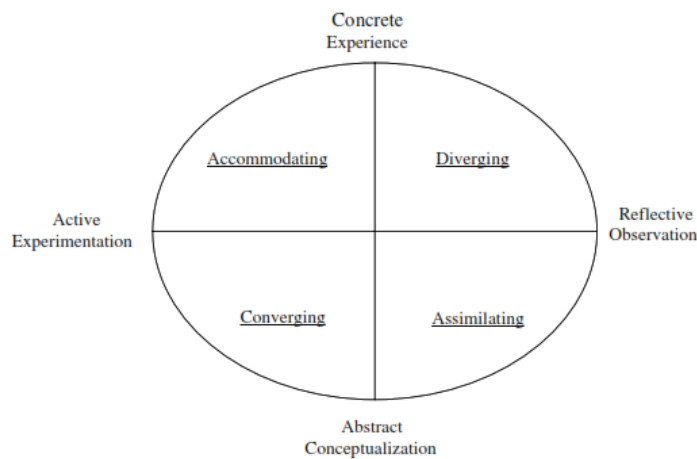 Concrete
Experience
Accommodating
Diverging
Active
Experimentation
Reflective
Observation
Converging
Assimilating
Abstract
Conceptualization